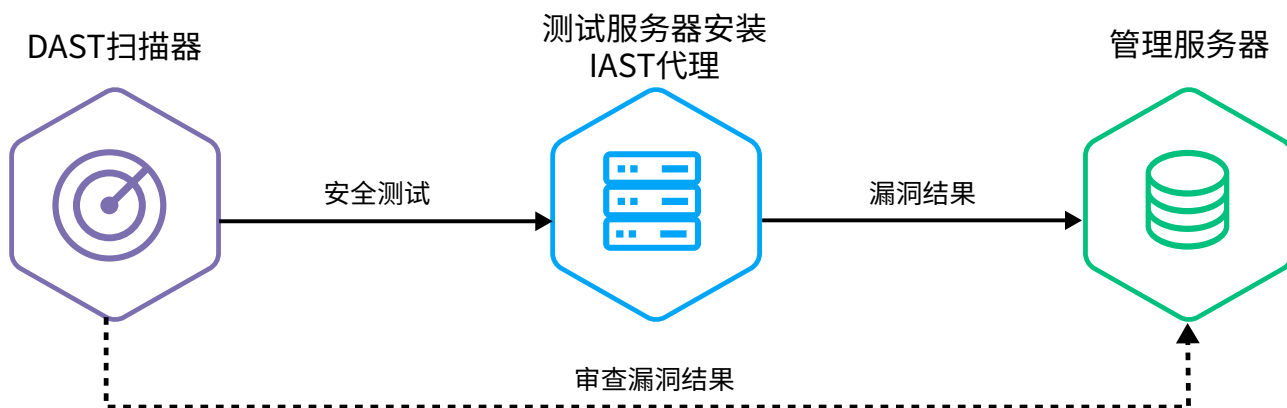 DAST扫描器
测试服务器安装
IAST代理
管理服务器
安全测试
漏洞结果
审查漏洞结果